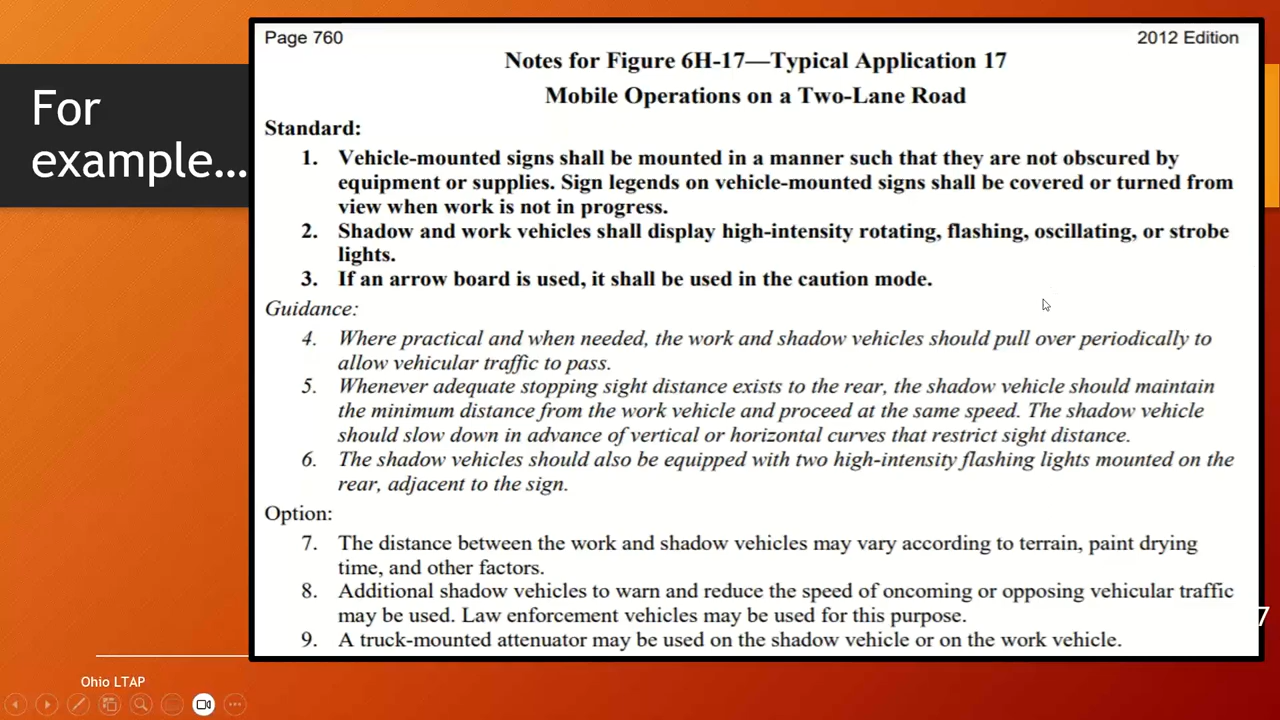 For
example...
Page 760
2012 Edition
Notes for Figure 6H-17—Typical Application 17
Mobile Operations on a Two-Lane Road
Standard:
1. Vehicle-mounted signs shall be mounted in a manner such that they are not obscured by
equipment or supplies. Sign legends on vehicle-mounted signs shall be covered or turned from
view when work is not in progress.
2. Shadow and work vehicles shall display high-intensity rotating, flashing, oscillating, or strobe
lights.
3. If an arrow board is used, it shall be used in the caution mode.
Guidance:
4. Where practical and when needed, the work and shadow vehicles should pull over periodically to
allow vehicular traffic to pass.
5. Whenever adequate stopping sight distance exists to the rear, the shadow vehicle should maintain
the minimum distance from the work vehicle and proceed at the same speed. The shadow vehicle
should slow down in advance of vertical or horizontal curves that restrict sight distance.
6. The shadow vehicles should also be equipped with two high-intensity flashing lights mounted on the
rear, adjacent to the sign.
Option:
7. The distance between the work and shadow vehicles may vary according to terrain, paint drying
time, and other factors.
8. Additional shadow vehicles to warn and reduce the speed of oncoming or opposing vehicular traffic
may be used. Law enforcement vehicles may be used for this purpose.
9. A truck-mounted attenuator may be used on the shadow vehicle or on the work vehicle.
7
Ohio LTAP